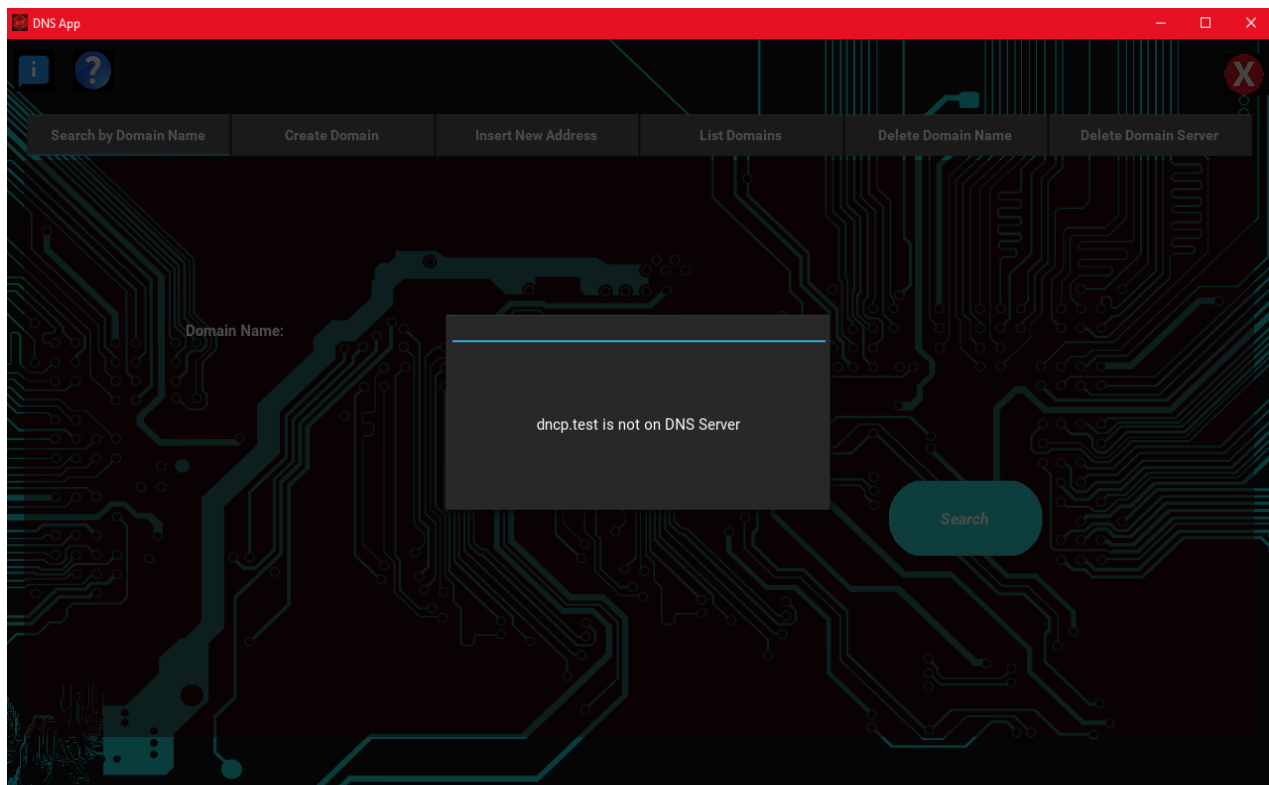 DNS App
Search by Domain Name
Create Domain
Insert New Address
List Domains
Delete Domain Name
Delete Domain Server
Domain Name:
dncp.test is not on DNS Server
Search